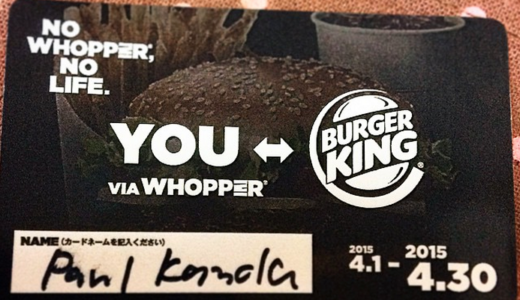 NO
WHOPPER®,
NO
LIFE.
YOU ↔ BURGER KING®
VIA WHOPPER®
NAME (カードネームを記入ください)
Paul
2015 4.1 - 2015 4.30